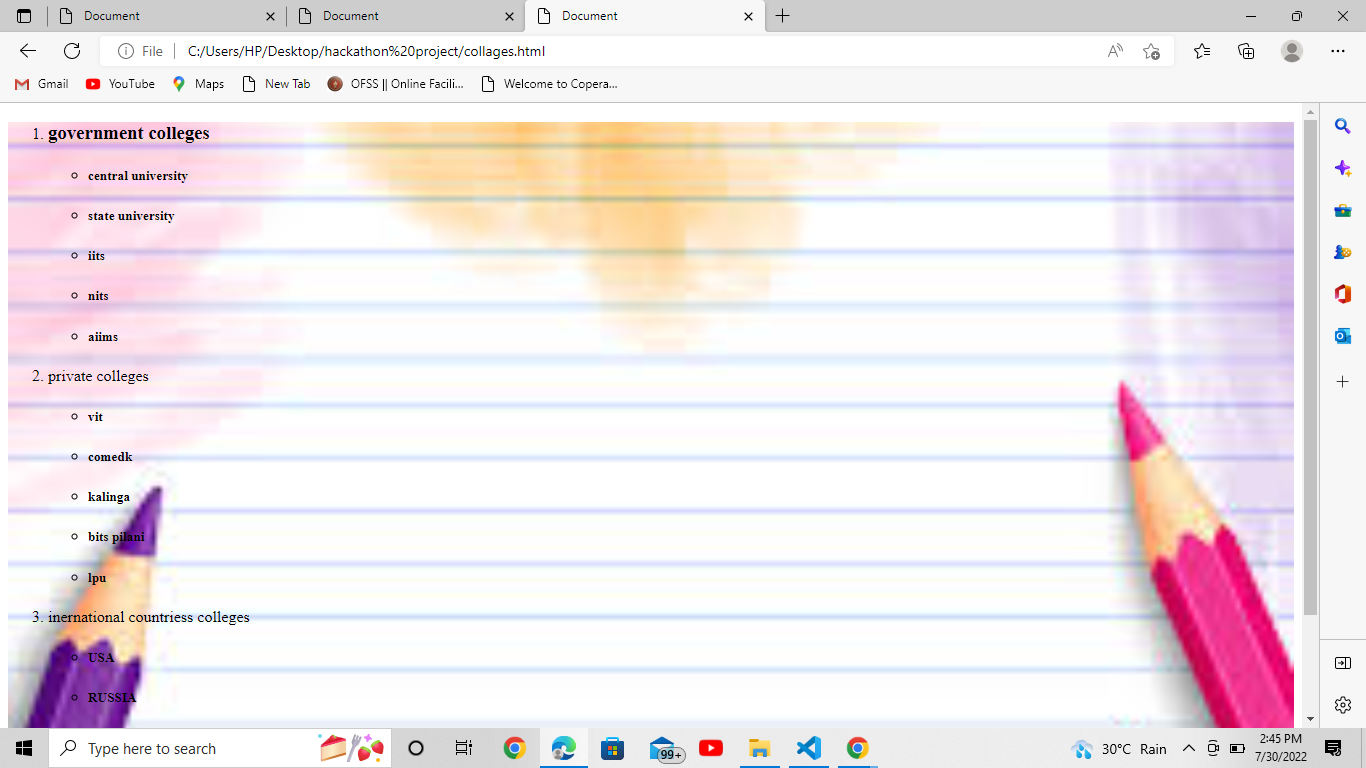 Document
Document
Document
File
C:/Users/HP/Desktop/hackathon%20project/collages.html
Gmail
YouTube
Maps
New Tab
OFSS || Online Facili...
Welcome to Copera...
1. government colleges
central university
state university
iits
nits
aiims
2. private colleges
vit
comedk
kalinga
bits pilani
lpu
3. inernational countriess colleges
USA
RUSSIA
Type here to search
99+
30°C Rain
2:45 PM
7/30/2022